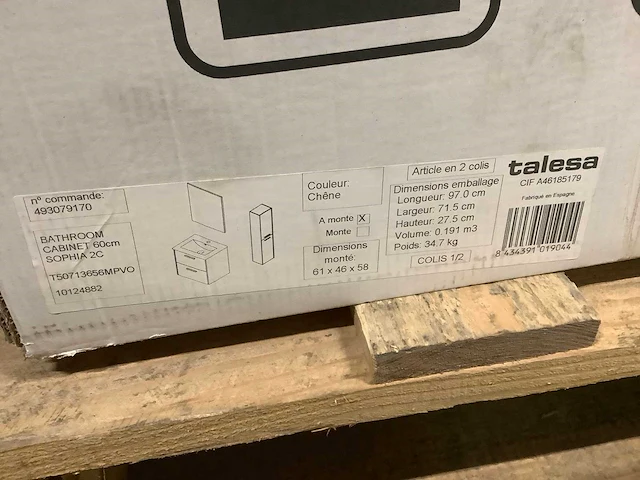 nº commande:
493079170
BATHROOM
CABINET 60cm
SOPHIA 2C
T50713656MPVO
10124882
Couleur:
Chêne
A monte X
Monte
Dimensions
monté:
61 x 46 x 58
Article en 2 colis
Dimensions emballage
Longueur: 97.0 cm
Largeur: 71.5 cm
Hauteur: 27.5 cm
Volume: 0.191 m3
Poids: 34.7 kg
COLIS 1/2
talesa
CIF A46185179
Fabriqué en Espagne
8 434391 019044